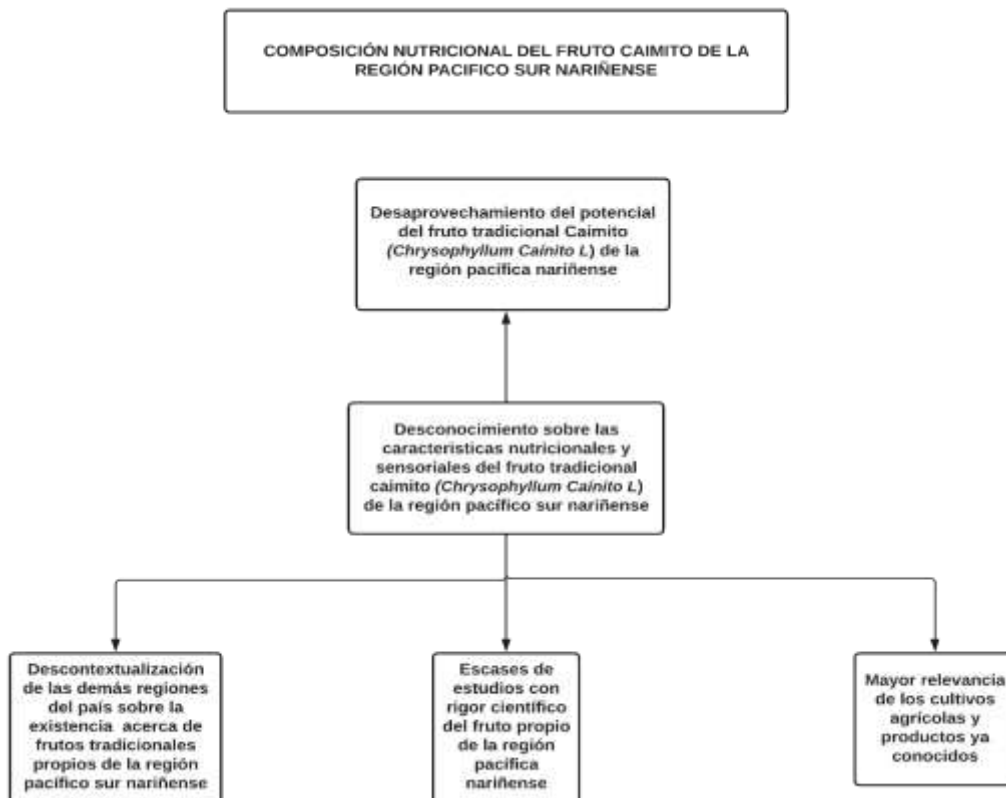 COMPOSICIÓN NUTRICIONAL DEL FRUTO CAIMITO DE LA
REGIÓN PACIFICO SUR NARIÑENSE
Desaprovechamiento del potencial
del fruto tradicional Caimito
(Chrysophyllum Cainito L) de la
región pacífica nariñense
Desconocimiento sobre las
características nutricionales y
sensoriales del fruto tradicional
caimito (Chrysophyllum Cainito L)
de la región pacífico sur nariñense
Descontextualización
de las demás regiones
del país sobre la
existencia acerca de
frutos tradicionales
propios de la región
pacífico sur nariñense
Escases de
estudios con
rigor científico
del fruto propio
de la región
pacífica
nariñense
Mayor relevancia
de los cultivos
agrícolas y
productos ya
conocidos